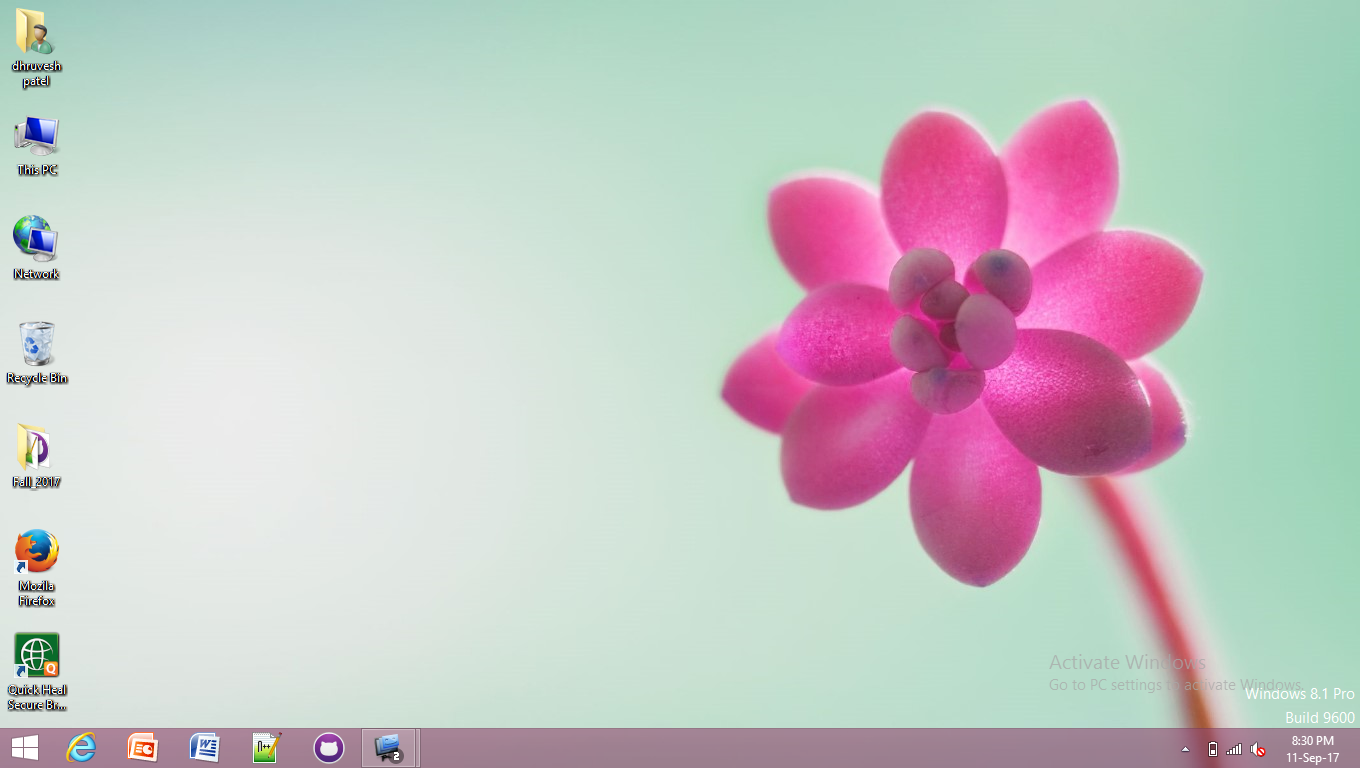 dhruvesh
patel
This PC
Network
Recycle Bin
Fall_2017
Mozilla
Firefox
Quick Heal
Secure Br...
Activate Windows
Go to PC settings to activate Windows.
Windows 8.1 Pro
Build 9600
2
8:30 PM
11-Sep-17